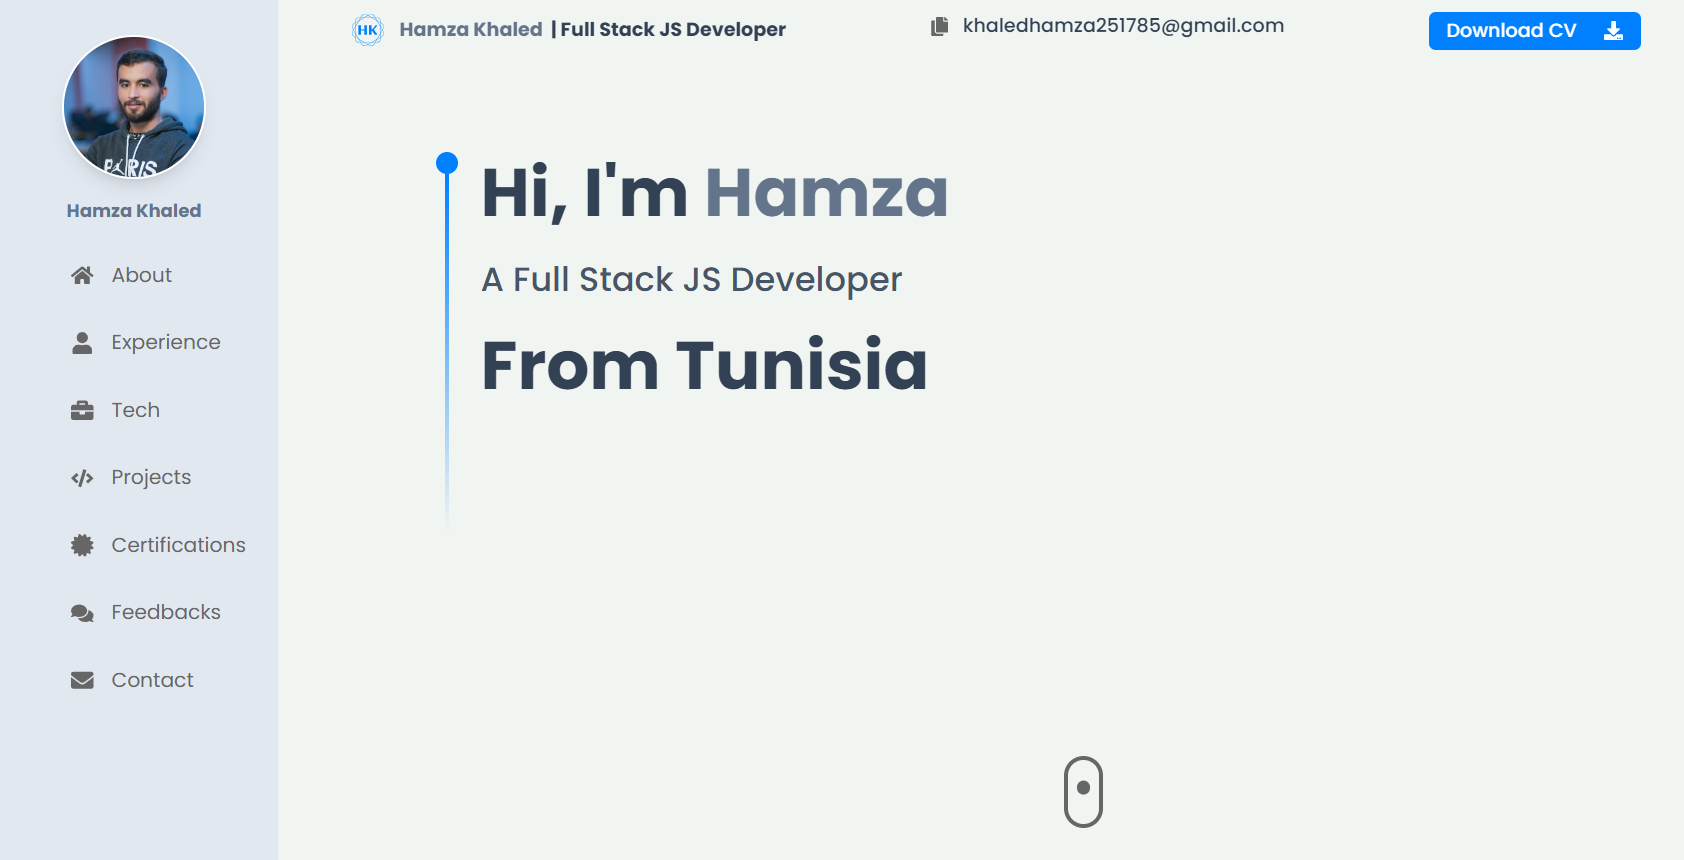 HK
Hamza Khaled | Full Stack JS Developer
khaledhamza251785@gmail.com
Download CV
PARIS
Hamza Khaled
About
Experience
Tech
Projects
Certifications
Feedbacks
Contact
Hi, I'm Hamza
A Full Stack JS Developer
From Tunisia